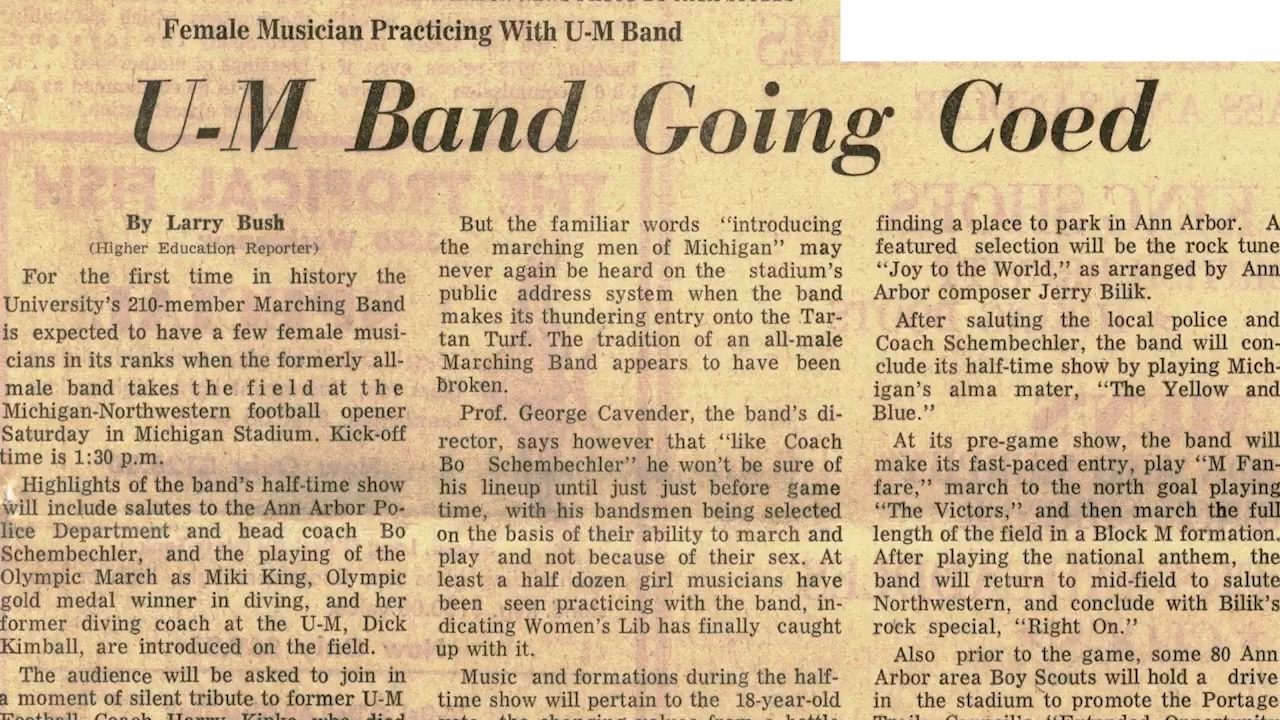 Female Musician Practicing With U-M Band
U-M Band Going Coed
By Larry Bush
(Higher Education Reporter)
For the first time in history the
University's 210-member Marching Band
is expected to have a few female musi-
cians in its ranks when the formerly all-
male band takes the field at the
Michigan-Northwestern football opener
Saturday in Michigan Stadium. Kick-off
time is 1:30 p.m.
Highlights of the band's half-time show
will include salutes to the Ann Arbor Po-
lice Department and head coach Bo
Schembechler, and the playing of the
Olympic March as Miki King, Olympic
gold medal winner in diving, and her
former diving coach at the U-M, Dick
Kimball, are introduced on the field.
The audience will be asked to join in
a moment of silent tribute to former U-M
Football Coach Harry Kipke who died
But the familiar words "introducing
the marching men of Michigan" may
never again be heard on the stadium's
public address system when the band
makes its thundering entry onto the Tar-
tan Turf. The tradition of an all-male
Marching Band appears to have been
broken.
Prof. George Cavender, the band's di-
rector, says however that "like Coach
Bo Schembechler" he won't be sure of
his lineup until just just before game
time, with his bandsmen being selected
on the basis of their ability to march and
play and not because of their sex. At
least a half dozen girl musicians have
been seen practicing with the band, in-
dicating Women's Lib has finally caught
up with it.
Music and formations during the half-
time show will pertain to the 18-year-old
finding a place to park in Ann Arbor. A
featured selection will be the rock tune
"Joy to the World," as arranged by Ann
Arbor composer Jerry Bilik.
After saluting the local police and
Coach Schembechler, the band will con-
clude its half-time show by playing Mich-
igan's alma mater, "The Yellow and
Blue."
At its pre-game show, the band will
make its fast-paced entry, play "M Fan-
fare," march to the north goal playing
"The Victors," and then march the full
length of the field in a Block M formation.
After playing the national anthem, the
band will return to mid-field to salute
Northwestern, and conclude with Bilik's
rock special, "Right On."
Also prior to the game, some 80 Ann
Arbor area Boy Scouts will hold a drive
in the stadium to promote the Portage